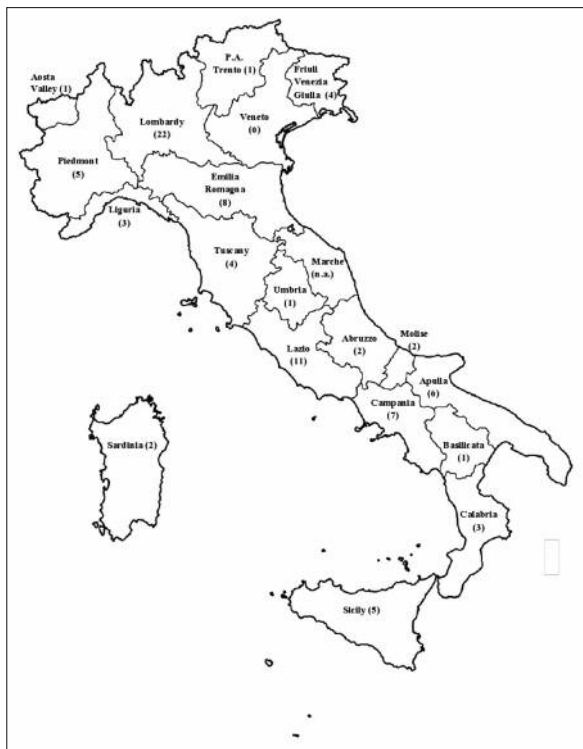 P.A.
Trento (1)
Aosta
Valley (1)
Friuli
Venezia
Giulia (4)
Lombardy
(22)
Veneto
(6)
Piedmont
(5)
Emilia
Romagna
(8)
Liguria
(3)
Tuscany
(4)
Marche
(n.a.)
Umbria
(1)
Lazio
(11)
Abruzzo
(2)
Molise
(2)
Apulia
(6)
Campania
(7)
Basilicata
(1)
Sardinia (2)
Calabria
(3)
Sicily (5)